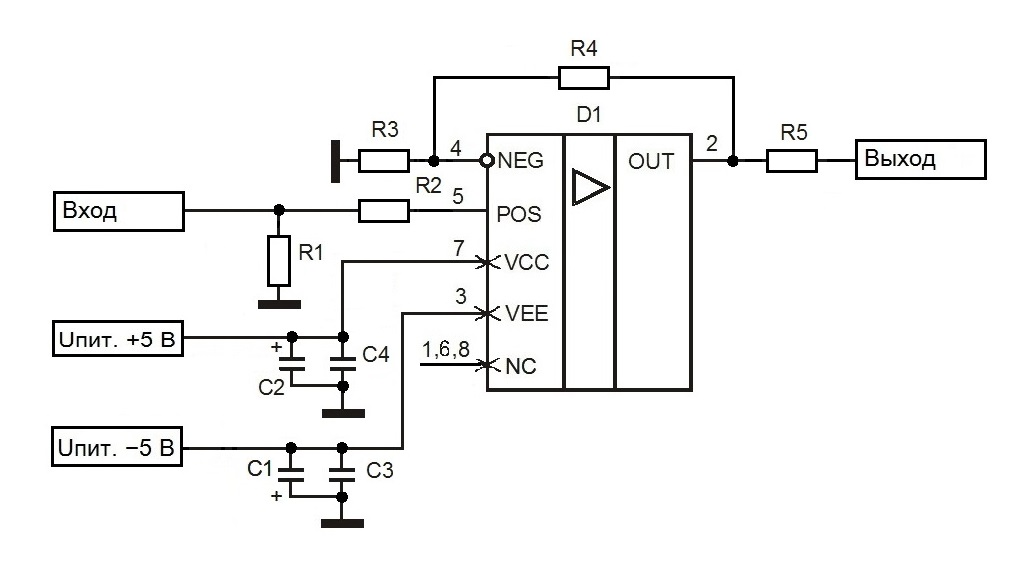 R4
D1
R3
4
NEG
OUT
2
R5
Выход
R2
5
POS
Вход
R1
7
VCC
3
VEE
Uпит. +5 В
+
C2
C4
1,6,8
NC
Uпит. −5 В
C1
+
C3